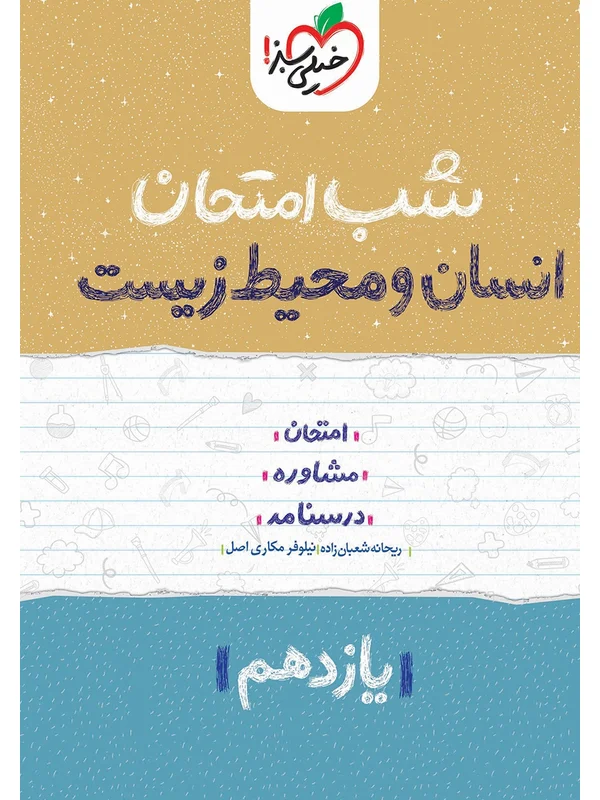 خیلی سبز!
شب امتحان
انسان و محیط زیست
امتحان
مشاوره
درسنامه
ریحانه شعبان‌زاده | نیلوفر مکاری اصل
یازدهم